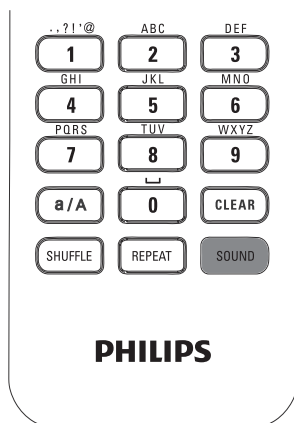 .,?!'@ ABC DEF
1 2 3
GHI JKL MNO
4 5 6
PQRS TUV WXYZ
7 8 9
a/A 0 CLEAR
SHUFFLE REPEAT SOUND
PHILIPS